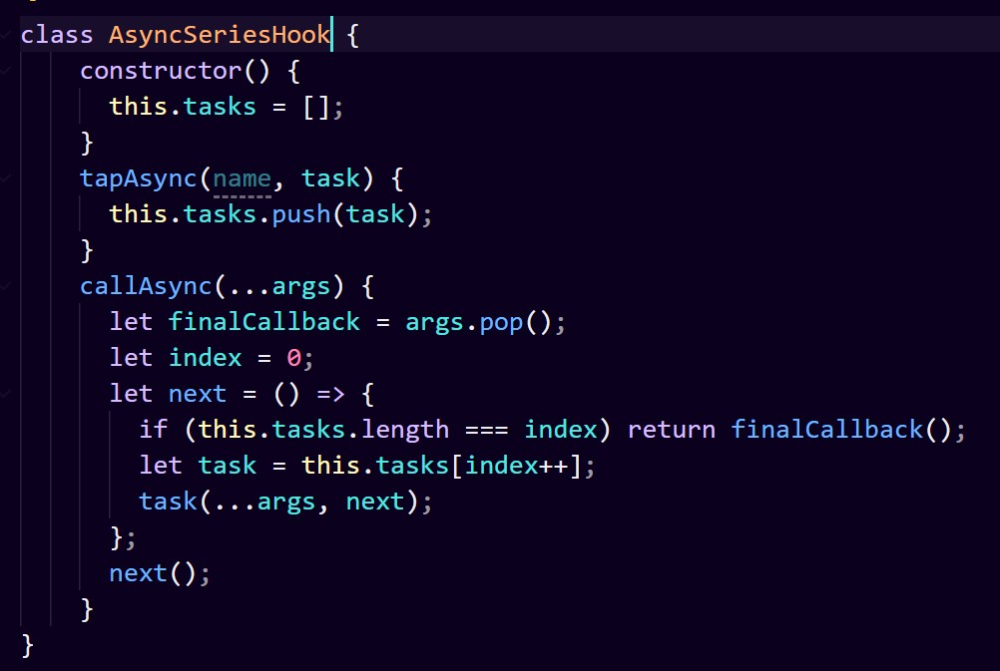 class AsyncSeriesHook {
    constructor() {
      this.tasks = [];
    }
    tapAsync(name, task) {
      this.tasks.push(task);
    }
    callAsync(...args) {
      let finalCallback = args.pop();
      let index = 0;
      let next = () => {
        if (this.tasks.length === index) return finalCallback();
        let task = this.tasks[index++];
        task(...args, next);
      };
      next();
    }
}